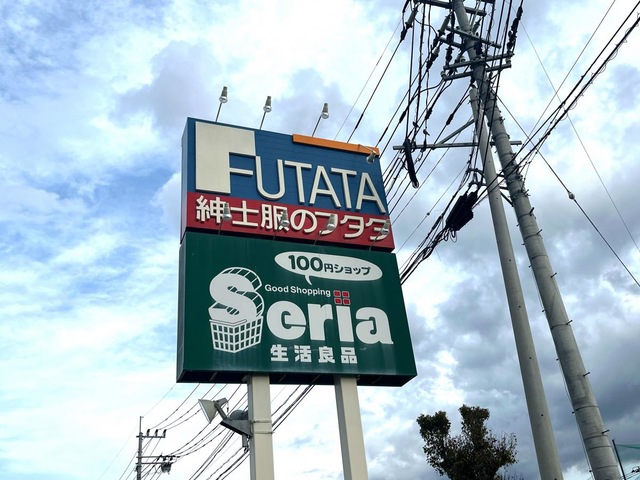 FUTATA
紳士服のフタタ
100円ショップ
Good Shopping
Seria
生活良品